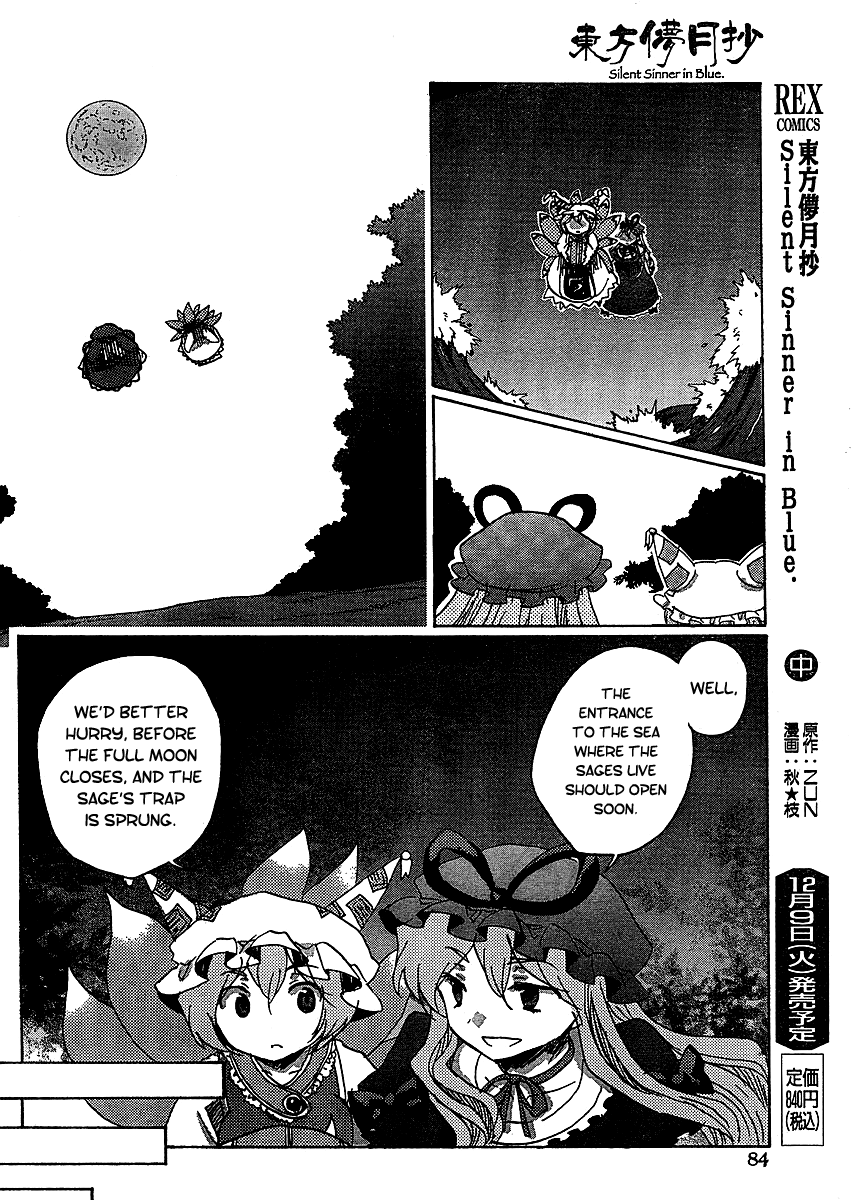 東方儚月抄
Silent Sinner in Blue.
REX
COMICS
東方儚月抄
Silent Sinner in Blue.
中
原作：ZUN
漫画：秋★枝
12月9日(火)発売予定
定価
840円
(税込)
WELL,
THE
ENTRANCE
TO THE SEA
WHERE THE
SAGES LIVE
SHOULD OPEN
SOON.
WE'D BETTER
HURRY, BEFORE
THE FULL MOON
CLOSES, AND THE
SAGE'S TRAP
IS SPRUNG.
84